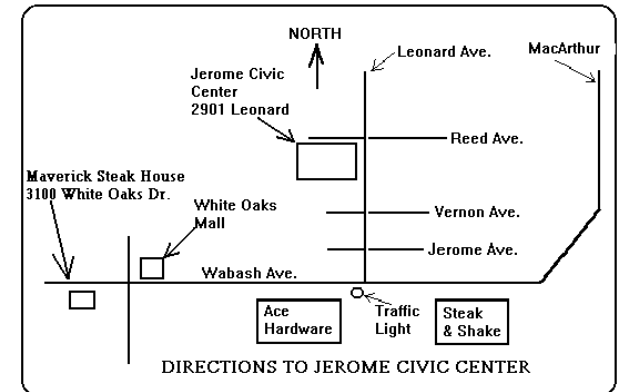 NORTH
Leonard Ave.
MacArthur
Jerome Civic
Center
2901 Leonard
Reed Ave.
Maverick Steak House
3100 White Oaks Dr.
White Oaks
Mall
Vernon Ave.
Jerome Ave.
Wabash Ave.
Ace
Hardware
Traffic
Light
Steak
& Shake
DIRECTIONS TO JEROME CIVIC CENTER